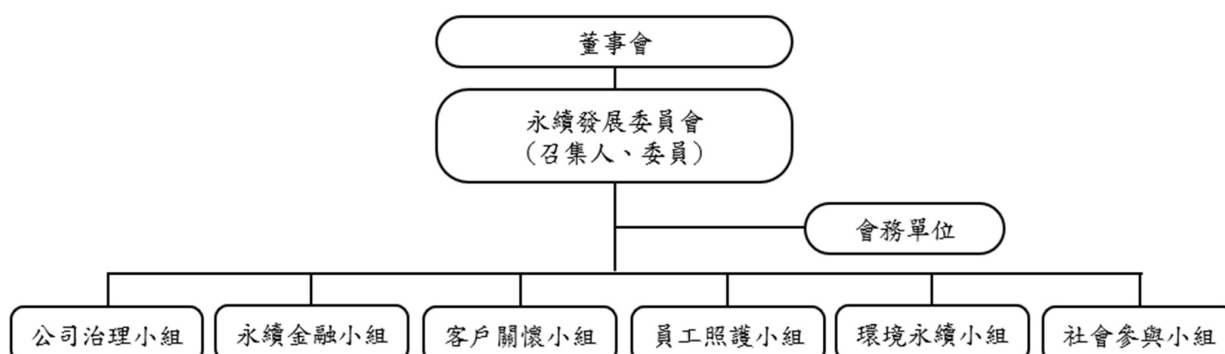 董事會
永續發展委員會
(召集人、委員)
會務單位
公司治理小組
永續金融小組
客戶關懷小組
員工照護小組
環境永續小組
社會參與小組